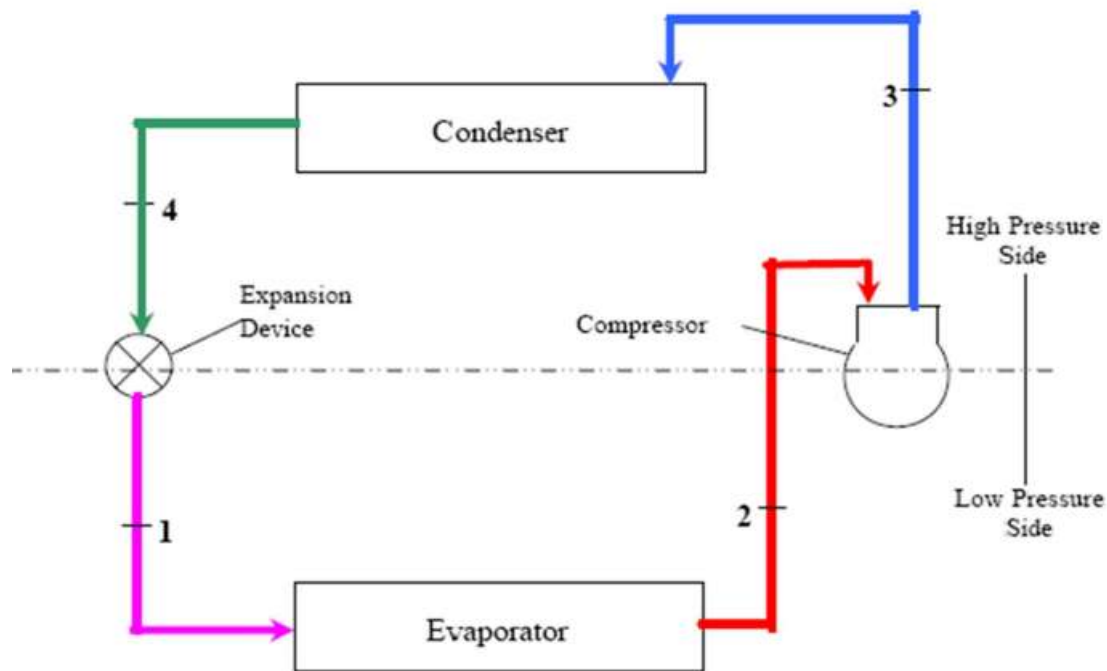 Condenser
3
4
High Pressure
Side
Expansion
Device
Compressor
1
2
Low Pressure
Side
Evaporator